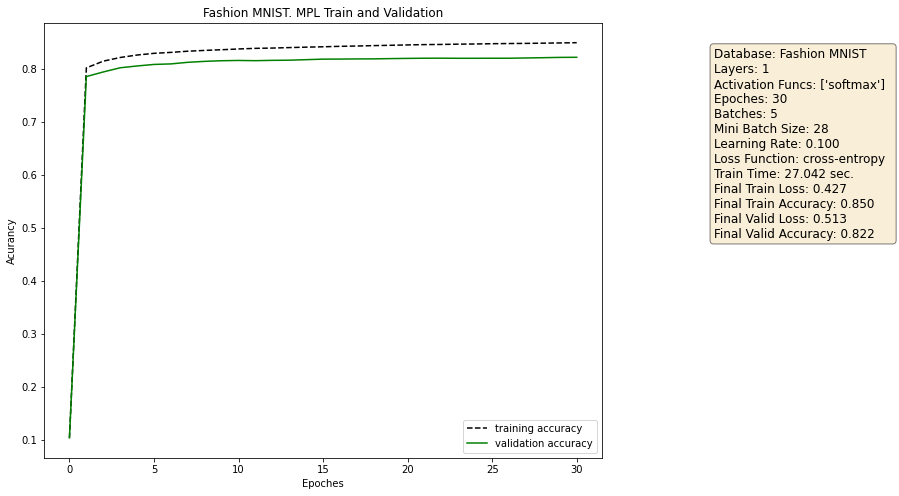 Fashion MNIST. MPL Train and Validation
Acurancy
0.8
0.7
0.6
0.5
0.4
0.3
0.2
0.1
0 5 10 15 20 25 30
Epoches
training accuracy
validation accuracy
Database: Fashion MNIST
Layers: 1
Activation Funcs: ['softmax']
Epoches: 30
Batches: 5
Mini Batch Size: 28
Learning Rate: 0.100
Loss Function: cross-entropy
Train Time: 27.042 sec.
Final Train Loss: 0.427
Final Train Accuracy: 0.850
Final Valid Loss: 0.513
Final Valid Accuracy: 0.822